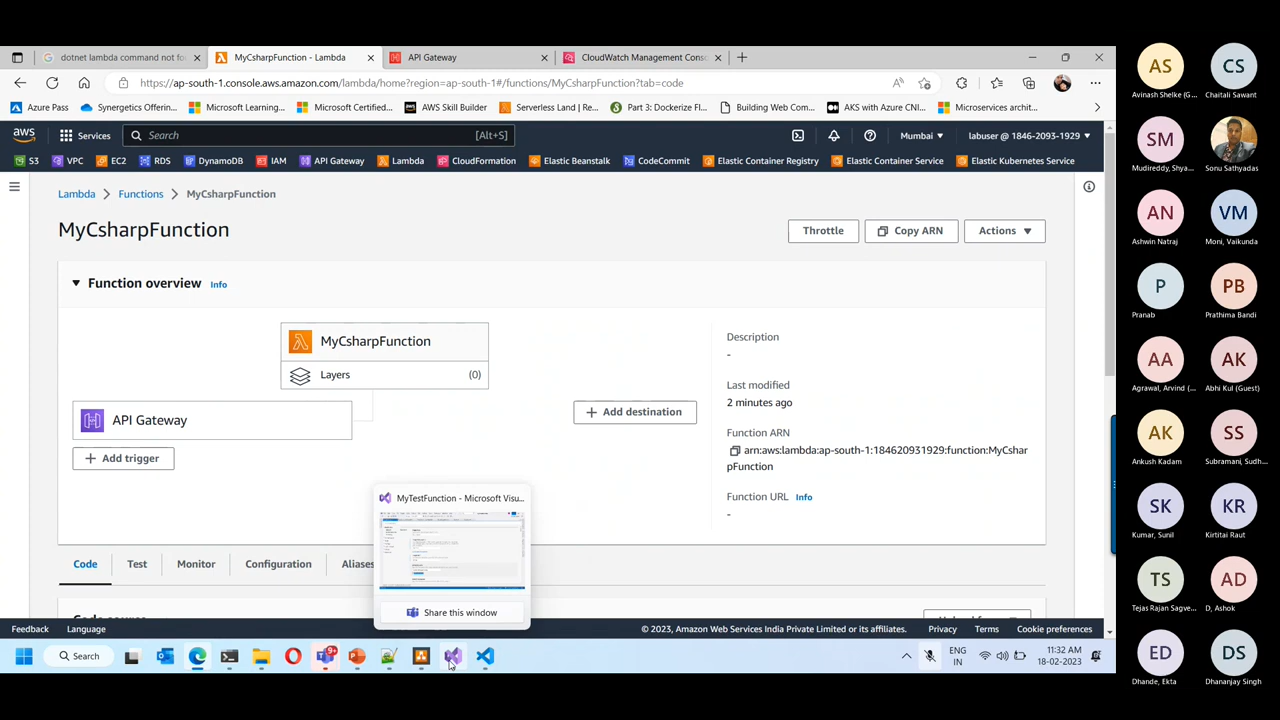 dotnet lambda command not fo
MyCsharpFunction - Lambda
API Gateway
CloudWatch Management Cons
https://ap-south-1.console.aws.amazon.com/lambda/home?region=ap-south-1#/functions/MyCsharpFunction?tab=code
Azure Pass
Synergetics Offering...
Microsoft Learning...
Microsoft Certified...
AWS Skill Builder
Serverless Land | Re...
Part 3: Dockerize Fl...
Building Web Com...
AKS with Azure CNI...
Microservices archit...
aws
Services
Search
[Alt+S]
Mumbai
labuser @ 1846-2093-1929
S3
VPC
EC2
RDS
DynamoDB
IAM
API Gateway
Lambda
CloudFormation
Elastic Beanstalk
CodeCommit
Elastic Container Registry
Elastic Container Service
Elastic Kubernetes Service
Lambda
Functions
MyCsharpFunction
MyCsharpFunction
Throttle
Copy ARN
Actions
Function overview
Info
MyCsharpFunction
Layers
(0)
API Gateway
Add trigger
Add destination
Description
-
Last modified
2 minutes ago
Function ARN
arn:aws:lambda:ap-south-1:184620931929:function:MyCshar
pFunction
Function URL
Info
-
MyTestFunction - Microsoft Visu...
Share this window
Code
Test
Monitor
Configuration
Aliases
Feedback
Language
© 2023, Amazon Web Services India Private Limited or its affiliates.
Privacy
Terms
Cookie preferences
Search
9+
ENG
IN
11:32 AM
18-02-2023
AS
Avinash Shelke (G...
CS
Chaitali Sawant
SM
Mudireddy, Shya...
Sonu Sathyadas
AN
Ashwin Natraj
VM
Moni, Vaikunda
P
Pranab
PB
Prathima Bandi
AA
Agrawal, Arvind (...
AK
Abhi Kul (Guest)
AK
Ankush Kadam
SS
Subramani, Sudh...
SK
Kumar, Sunil
KR
Kirtitai Raut
TS
Tejas Rajan Sagve...
AD
D, Ashok
ED
Dhande, Ekta
DS
Dhananjay Singh